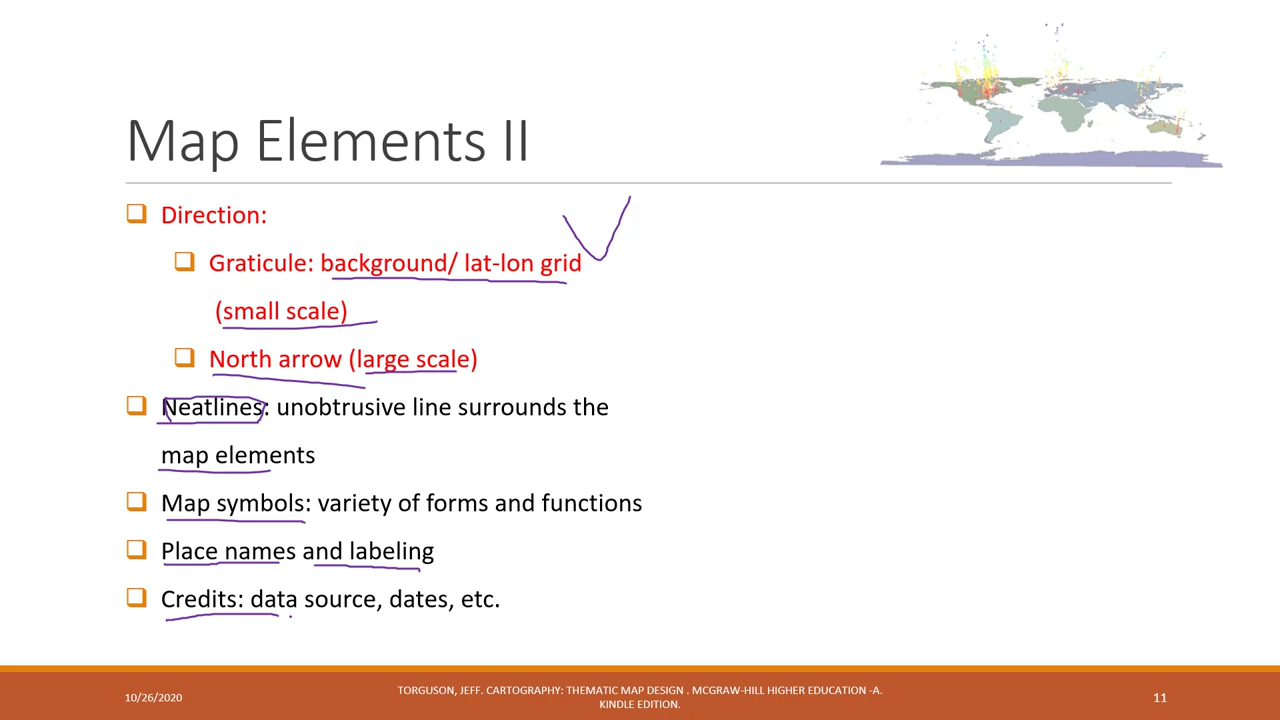 Map Elements II
Direction:
Graticule: background/ lat-lon grid
(small scale)
North arrow (large scale)
Neatlines: unobtrusive line surrounds the
map elements
Map symbols: variety of forms and functions
Place names and labeling
Credits: data source, dates, etc.
10/26/2020
TORGUSON, JEFF. CARTOGRAPHY: THEMATIC MAP DESIGN . MCGRAW-HILL HIGHER EDUCATION -A.
KINDLE EDITION.
11